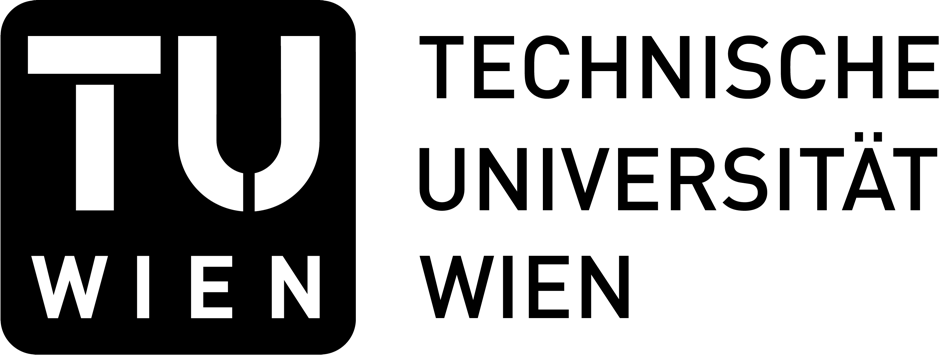 TU
WIEN
TECHNISCHE
UNIVERSITÄT
WIEN